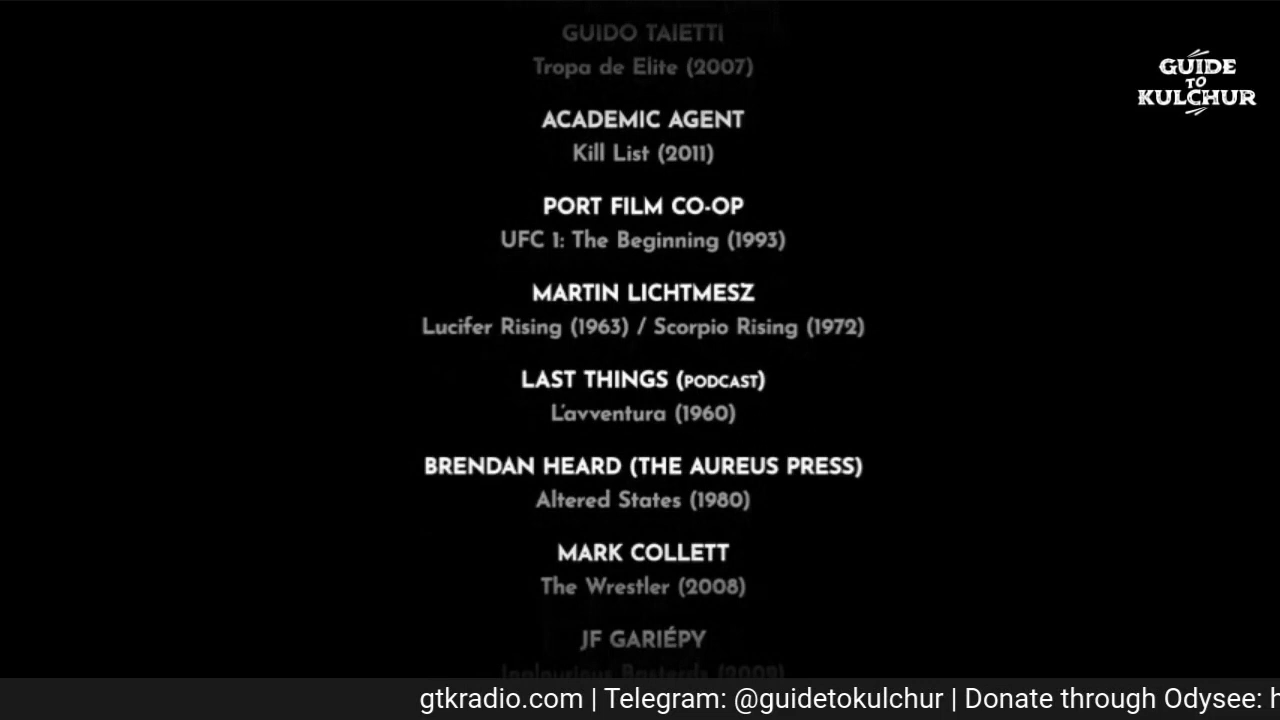 GUIDO TAIETTI
Tropa de Elite (2007)
GUIDE
TO
KULCHUR
ACADEMIC AGENT
Kill List (2011)
PORT FILM CO-OP
UFC 1: The Beginning (1993)
MARTIN LICHTMESZ
Lucifer Rising (1963) / Scorpio Rising (1972)
LAST THINGS (PODCAST)
L'avventura (1960)
BRENDAN HEARD (THE AUREUS PRESS)
Altered States (1980)
MARK COLLETT
The Wrestler (2008)
JF GARIÉPY
(2009)
gtkradio.com | Telegram: @guidetokulchur | Donate through Odysee: h